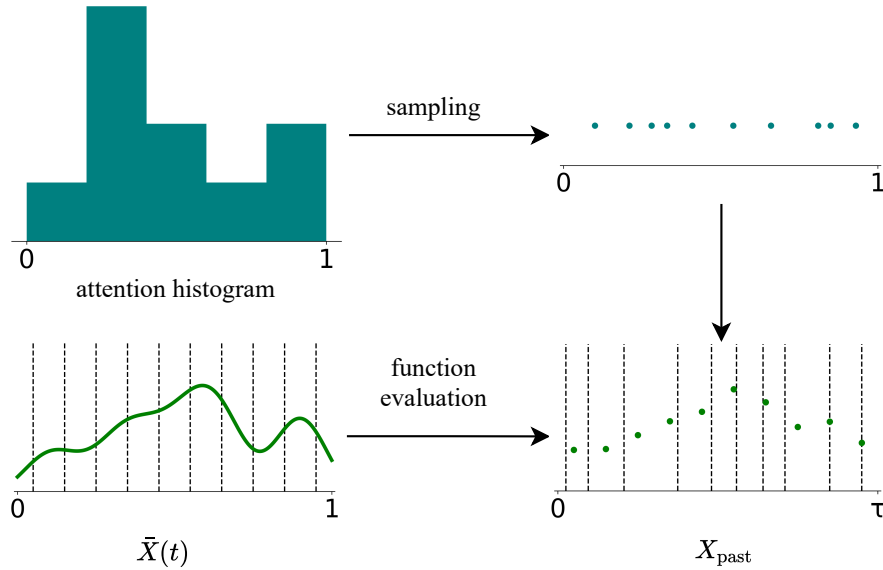 sampling
0 1
0 1
attention histogram
function
evaluation
0 1
0 τ
X̄(t)
X_past